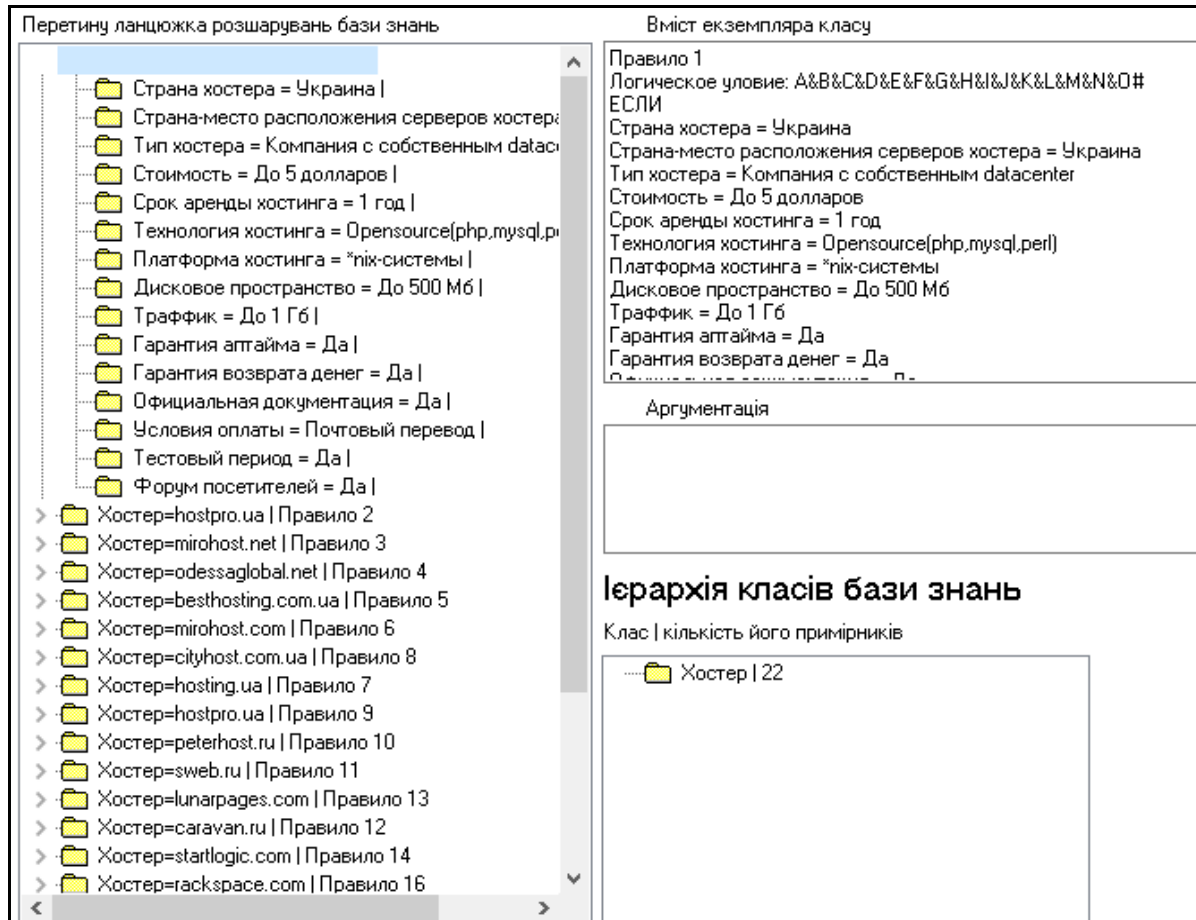 Перетину ланцюжка розшарувань бази знань
Страна хостера = Украина |
Страна-место расположения серверов хостера
Тип хостера = Компания с собственным datac
Стоимость = До 5 долларов |
Срок аренды хостинга = 1 год |
Технология хостинга = Opensource(php,mysql,p
Платформа хостинга = *nix-системы |
Дисковое пространство = До 500 Мб |
Траффик = До 1 Гб |
Гарантия аптайма = Да |
Гарантия возврата денег = Да |
Официальная документация = Да |
Условия оплаты = Почтовый перевод |
Тестовый период = Да |
Форум посетителей = Да |
Хостер=hostpro.ua | Правило 2
Хостер=mirohost.net | Правило 3
Хостер=odessaglobal.net | Правило 4
Хостер=besthosting.com.ua | Правило 5
Хостер=mirohost.com | Правило 6
Хостер=cityhost.com.ua | Правило 8
Хостер=hosting.ua | Правило 7
Хостер=hostpro.ua | Правило 9
Хостер=peterhost.ru | Правило 10
Хостер=sweb.ru | Правило 11
Хостер=lunarpages.com | Правило 13
Хостер=caravan.ru | Правило 12
Хостер=startlogic.com | Правило 14
Хостер=rackspace.com | Правило 16
Вміст екземпляра класу
Правило 1
Логическое уловие: A&B&C&D&E&F&G&H&I&J&K&L&M&N&O#
ЕСЛИ
Страна хостера = Украина
Страна-место расположения серверов хостера = Украина
Тип хостера = Компания с собственным datacenter
Стоимость = До 5 долларов
Срок аренды хостинга = 1 год
Технология хостинга = Opensource(php,mysql,perl)
Платформа хостинга = *nix-системы
Дисковое пространство = До 500 Мб
Траффик = До 1 Гб
Гарантия аптайма = Да
Гарантия возврата денег = Да
Аргументація
Ієрархія класів бази знань
Клас | кількість його примірників
Хостер | 22